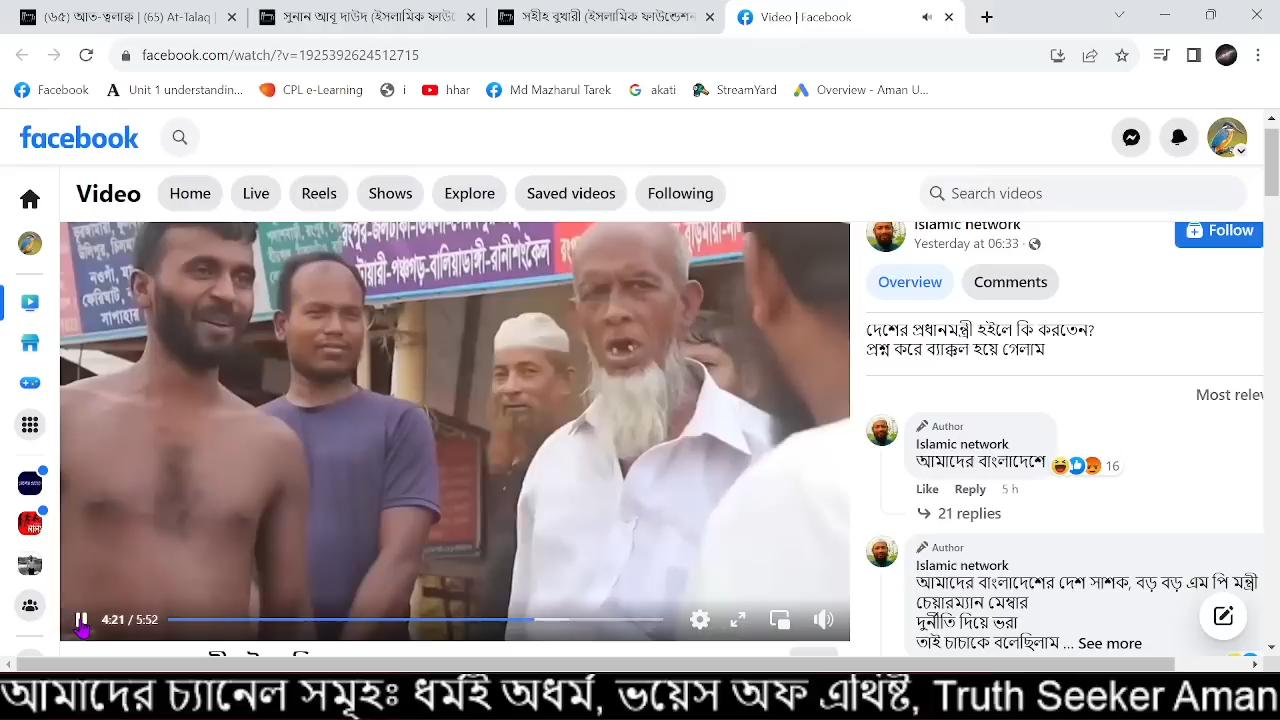 (৬৫) আত-ত্বলাক্ব | (65) At-Talaq |
সুনান আবূ দাউদ (ইসলামিক ফাউ
সহীহ বুখারী (ইসলামিক ফাউন্ডেশন
Video | Facebook
facebook.com/watch/?v=1925392624512715
Facebook
Unit 1 understandin...
CPL e-Learning
i
hhar
Md Mazharul Tarek
akati
StreamYard
Overview - Aman U...
facebook
Video
Home
Live
Reels
Shows
Explore
Saved videos
Following
Search videos
টায়ারী-পঞ্চগড়-বালিয়াডাঙ্গী-রানীশংকৈল
সাপাহার
Islamic network
Yesterday at 06:33
Follow
Overview
Comments
দেশের প্রধানমন্ত্রী হইলে কি করতেন?
প্রশ্ন করে ব্যাক্কল হয়ে গেলাম
Most relev
Author
Islamic network
আমাদের বাংলাদেশে
16
Like Reply 5 h
21 replies
Author
Islamic network
আমাদের বাংলাদেশের দেশ সাশক, বড় বড় এম পি মন্ত্রী
চেয়ারম্যান মেম্বার
দুর্নীতি দিয়ে ভরা
তাই চাচাকে বলেছিলাম ... See more
4:21 / 5:52
আমাদের চ্যানেল সমূহঃ ধর্মই অধর্ম, ভয়েস অফ এথিষ্ট, Truth Seeker Aman